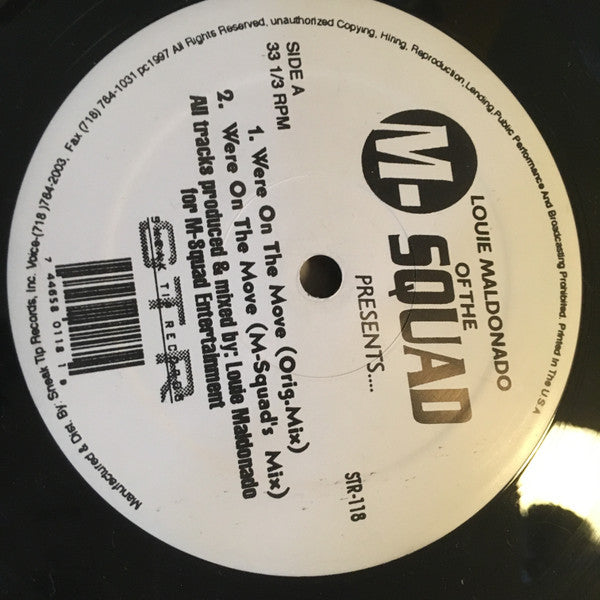 LOUIE MALDONADO
OF THE
M-SQUAD
PRESENTS....
SIDE A
33 1/3 RPM
STR-118
1. Were On The Move (Orig.Mix)
2. Were On The Move (M-Squad's Mix)
All tracks produced & mixed by: Louie Maldonado
for M-Squad Entertainment
STR
SNEAK TIP RECORDS
7 44858 0118 1 8
Manufactured & Dist. By: Sneak Tip Records, Inc. Voice-(718)764-2003, Fax (718) 764-1031 pc1997 All Rights Reserved, unauthorized Copying, Hiring, Reproduction, Lending, Public Performance And Broadcasting Prohibited. Printed In The U S A